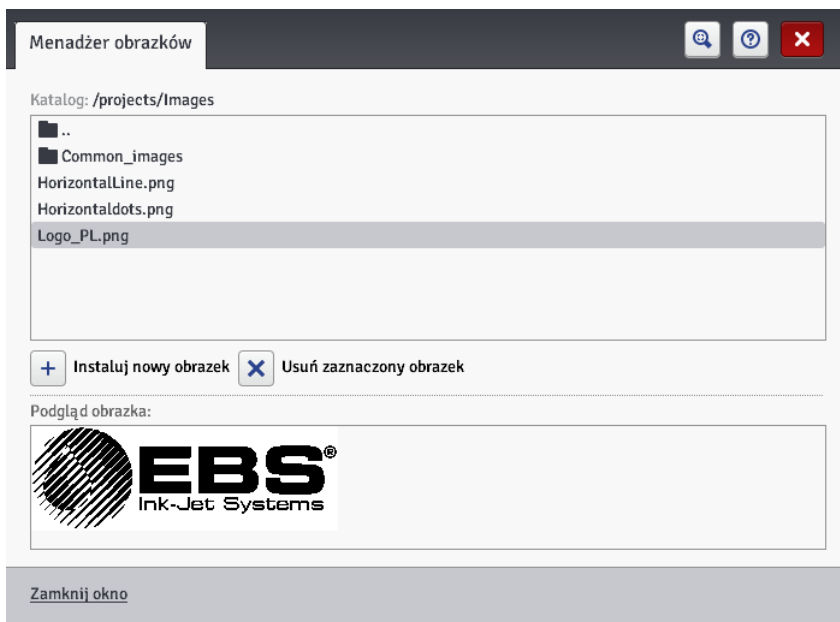 Menadżer obrazków
Katalog: /projects/Images
..
Common_images
HorizontalLine.png
Horizontaldots.png
Logo_PL.png
Instaluj nowy obrazek Usuń zaznaczony obrazek
Podgląd obrazka:
EBS®
Ink-Jet Systems
Zamknij okno